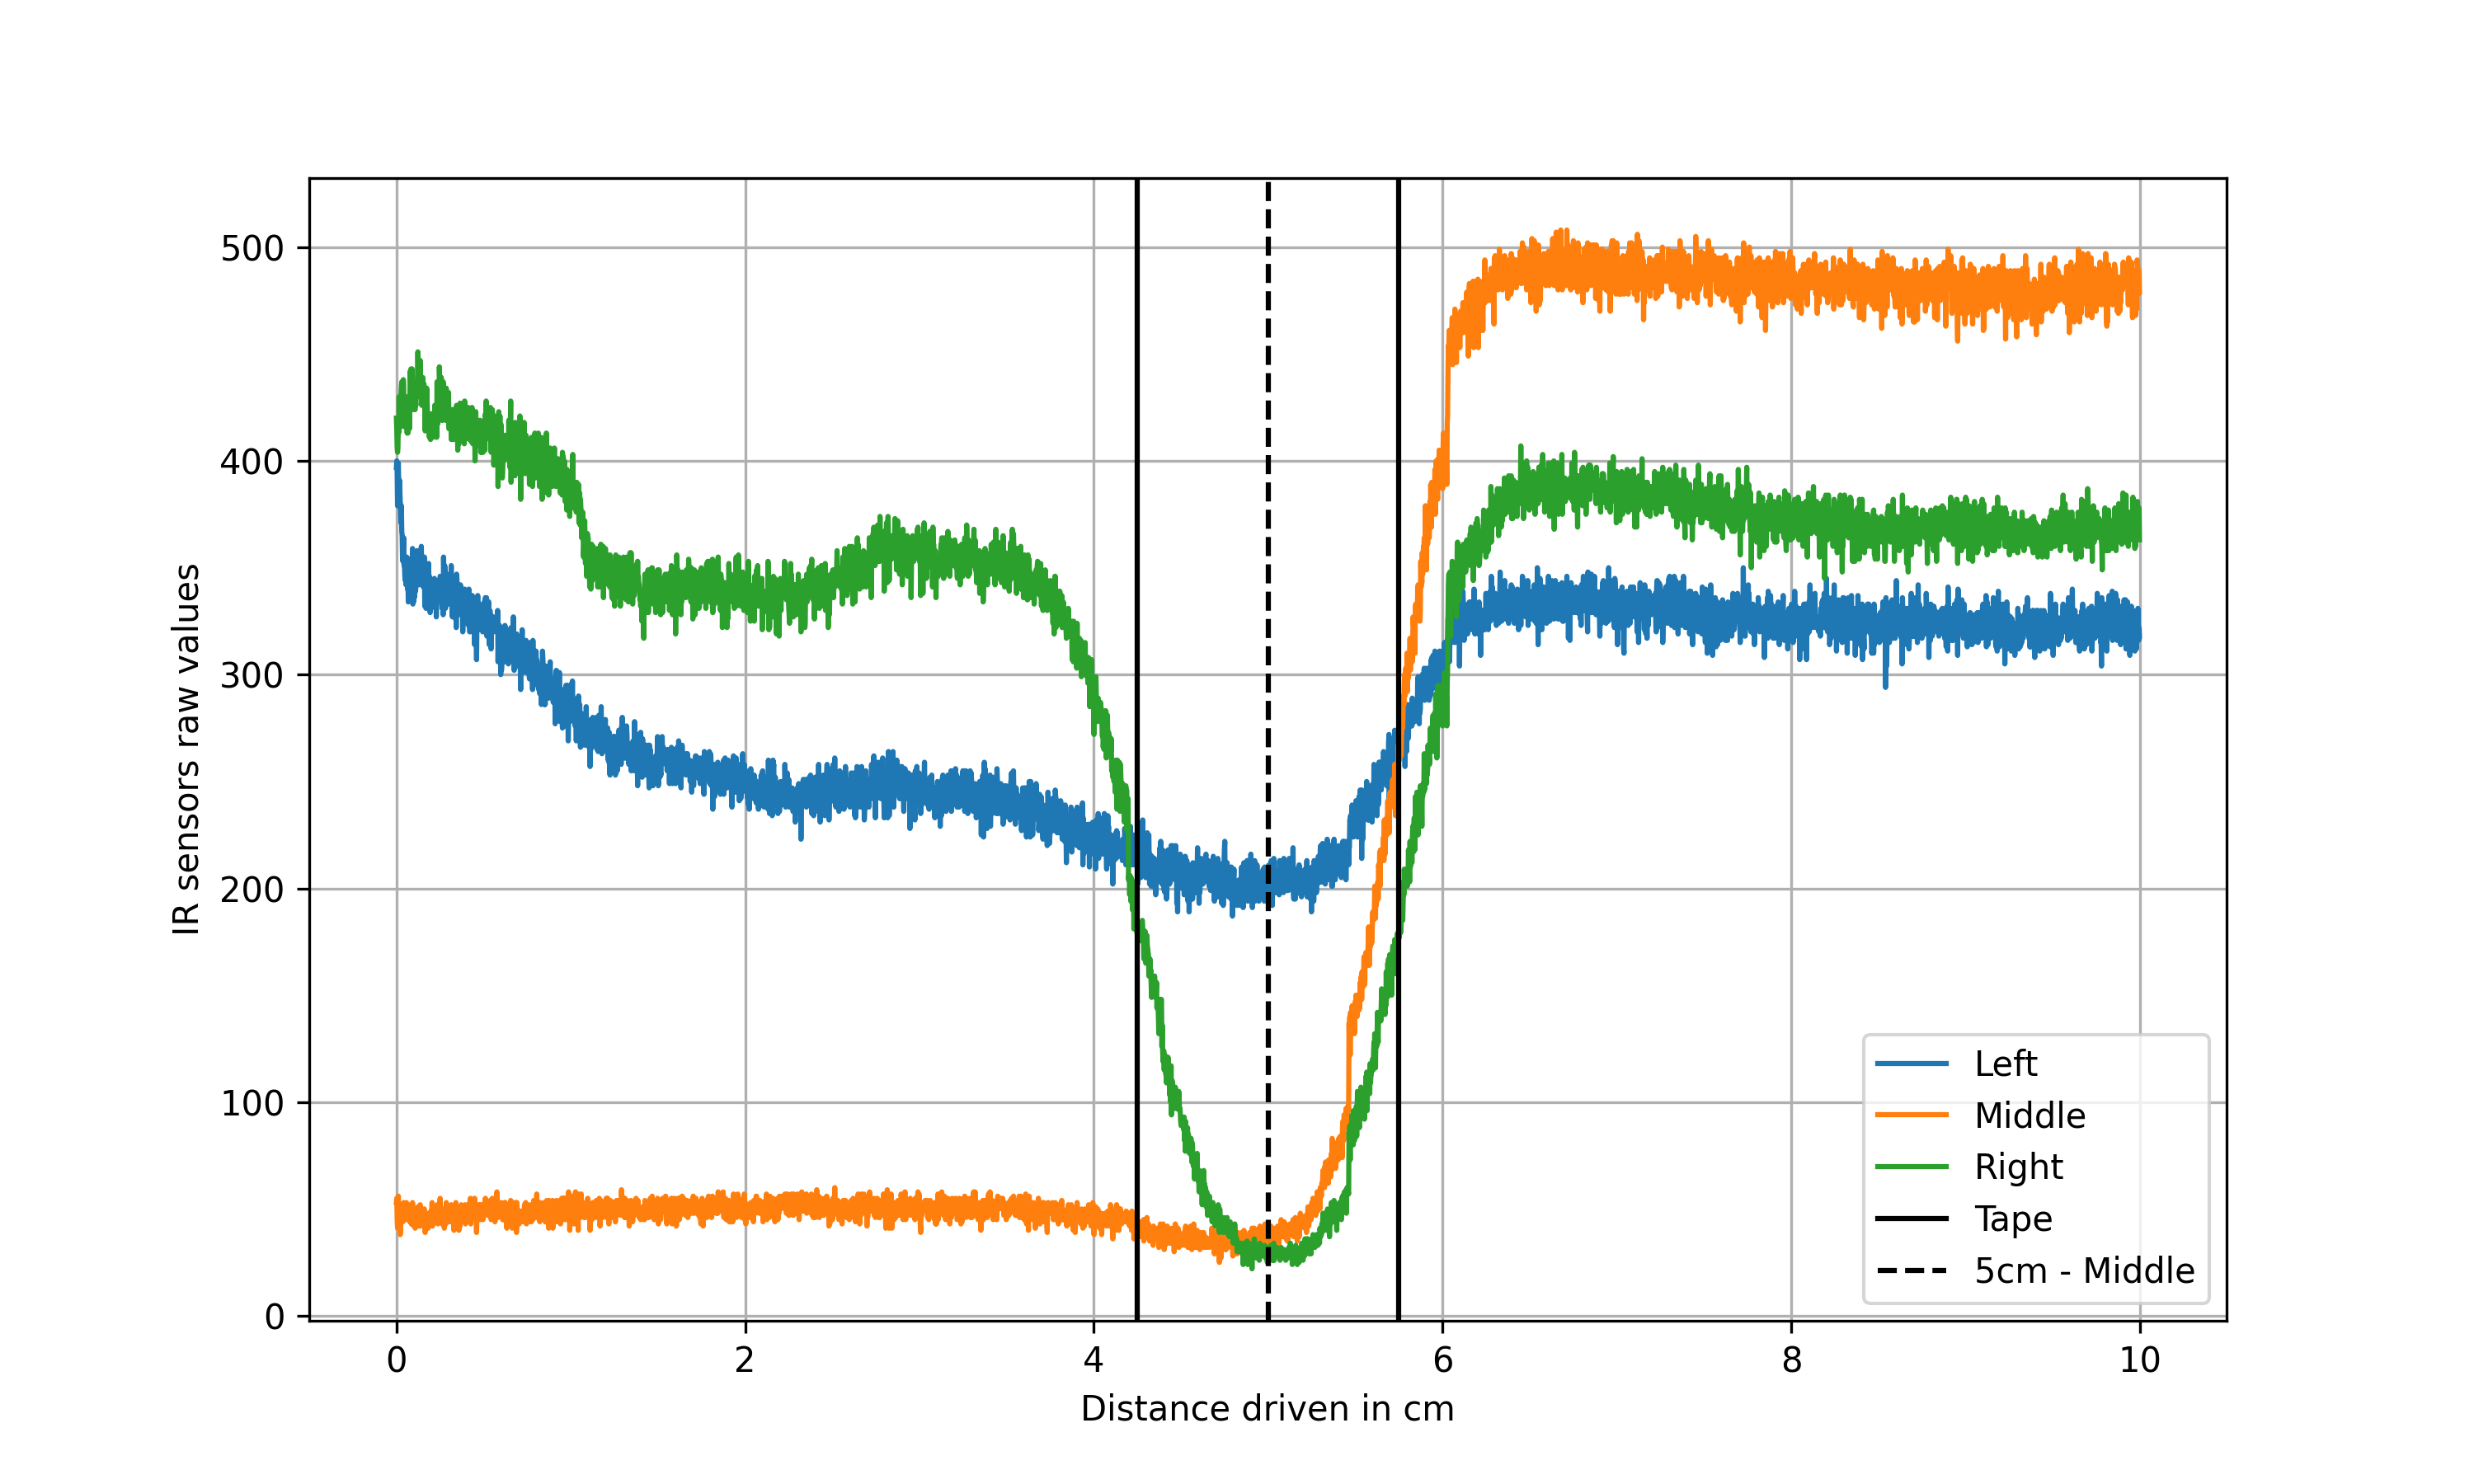 500
400
300
200
100
0
IR sensors raw values
0 2 4 6 8 10
Distance driven in cm
Left
Middle
Right
Tape
5cm - Middle